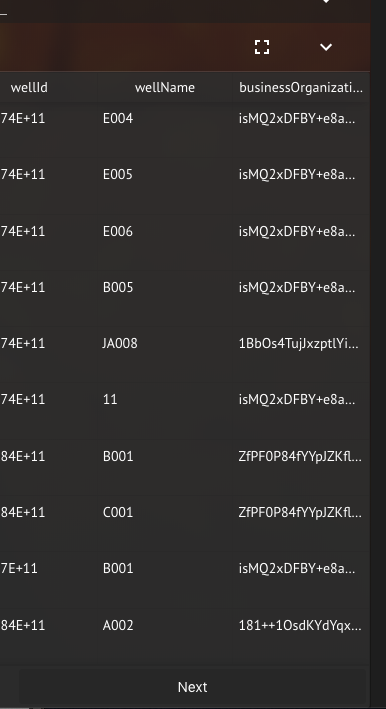 wellId wellName businessOrganizati...
74E+11 E004 isMQ2xDFBY+e8a...
74E+11 E005 isMQ2xDFBY+e8a...
74E+11 E006 isMQ2xDFBY+e8a...
74E+11 B005 isMQ2xDFBY+e8a...
74E+11 JA008 1BbOs4TujJxzptlYi...
74E+11 11 isMQ2xDFBY+e8a...
84E+11 B001 ZfPF0P84fYYpJZKfl...
84E+11 C001 ZfPF0P84fYYpJZKfl...
7E+11 B001 isMQ2xDFBY+e8a...
84E+11 A002 181++1OsdKYdYqx...
Next